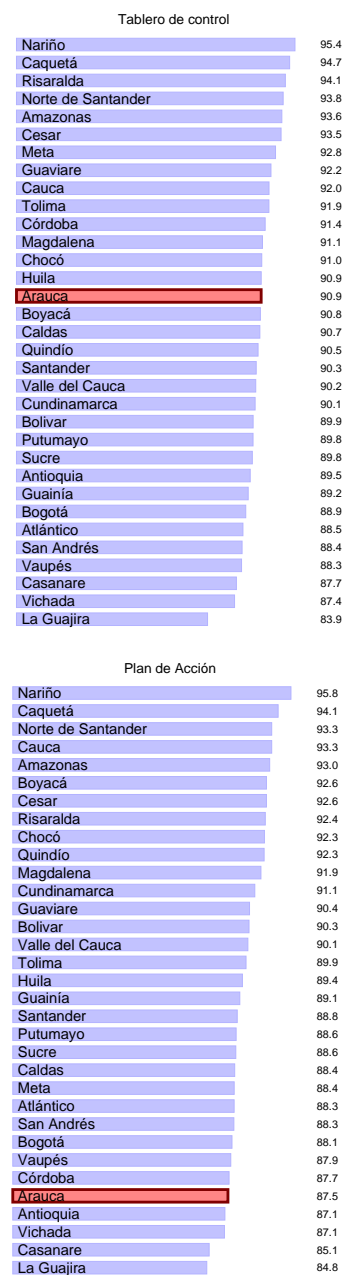 Tablero de control
Nariño 95.4
Caquetá 94.7
Risaralda 94.1
Norte de Santander 93.8
Amazonas 93.6
Cesar 93.5
Meta 92.8
Guaviare 92.2
Cauca 92.0
Tolima 91.9
Córdoba 91.4
Magdalena 91.1
Chocó 91.0
Huila 90.9
Arauca 90.9
Boyacá 90.8
Caldas 90.7
Quindío 90.5
Santander 90.3
Valle del Cauca 90.2
Cundinamarca 90.1
Bolivar 89.9
Putumayo 89.8
Sucre 89.8
Antioquia 89.5
Guainía 89.2
Bogotá 88.9
Atlántico 88.5
San Andrés 88.4
Vaupés 88.3
Casanare 87.7
Vichada 87.4
La Guajira 83.9
Plan de Acción
Nariño 95.8
Caquetá 94.1
Norte de Santander 93.3
Cauca 93.3
Amazonas 93.0
Boyacá 92.6
Cesar 92.6
Risaralda 92.4
Chocó 92.3
Quindío 92.3
Magdalena 91.9
Cundinamarca 91.1
Guaviare 90.4
Bolivar 90.3
Valle del Cauca 90.1
Tolima 89.9
Huila 89.4
Guainía 89.1
Santander 88.8
Putumayo 88.6
Sucre 88.6
Caldas 88.4
Meta 88.4
Atlántico 88.3
San Andrés 88.3
Bogotá 88.1
Vaupés 87.9
Córdoba 87.7
Arauca 87.5
Antioquia 87.1
Vichada 87.1
Casanare 85.1
La Guajira 84.8